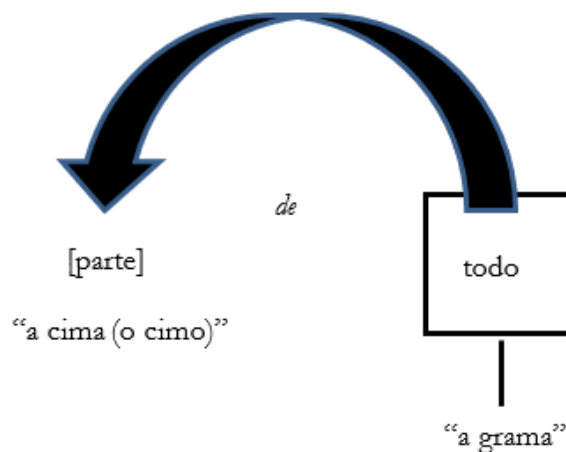 de
[parte]
todo
“a cima (o cimo)”
“a grama”